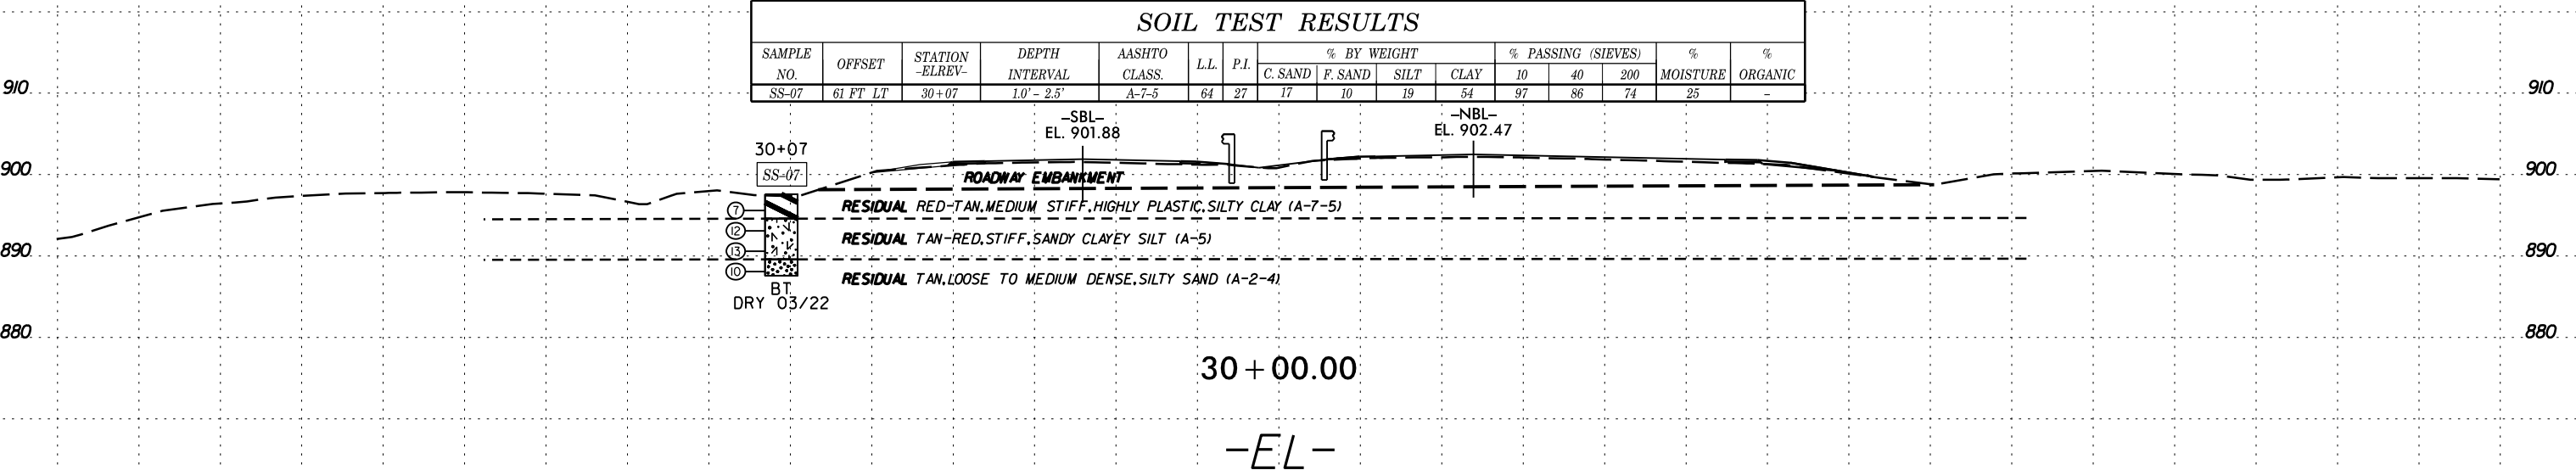 SOIL TEST RESULTS
SAMPLE NO. OFFSET STATION -ELREV- DEPTH INTERVAL AASHTO CLASS. L.L. P.I. % BY WEIGHT % PASSING (SIEVES) % MOISTURE % ORGANIC
C. SAND F. SAND SILT CLAY 10 40 200
SS-07 61 FT LT 30+07 1.0' - 2.5' A-7-5 64 27 17 10 19 54 97 86 74 25 -
910 910
-SBL- -NBL-
EL. 901.88 EL. 902.47
30+07
900 SS-07 900
ROADWAY EMBANKMENT
7 RESIDUAL RED-TAN,MEDIUM STIFF,HIGHLY PLASTIC,SILTY CLAY (A-7-5)
12
RESIDUAL TAN-RED,STIFF,SANDY CLAYEY SILT (A-5)
890 13 890
10 RESIDUAL TAN,LOOSE TO MEDIUM DENSE,SILTY SAND (A-2-4)
BT
DRY 03/22
880 880
30+00.00
-EL-